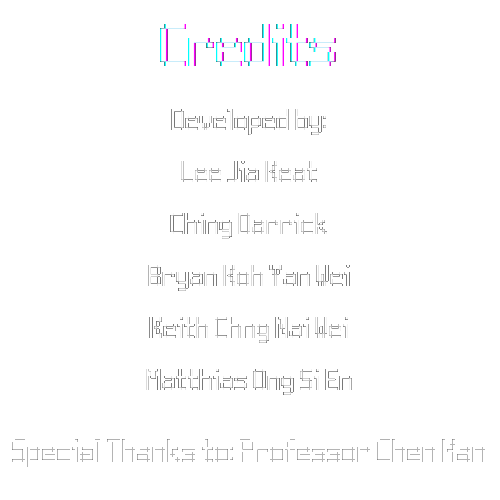 Credits
Developed by:
Lee Jia Keat
Ching Darrick
Bryan Koh Yan Wei
Keith Chng Nai Wei
Matthias Ong Si En
Special Thanks to: Professor Chen Kan